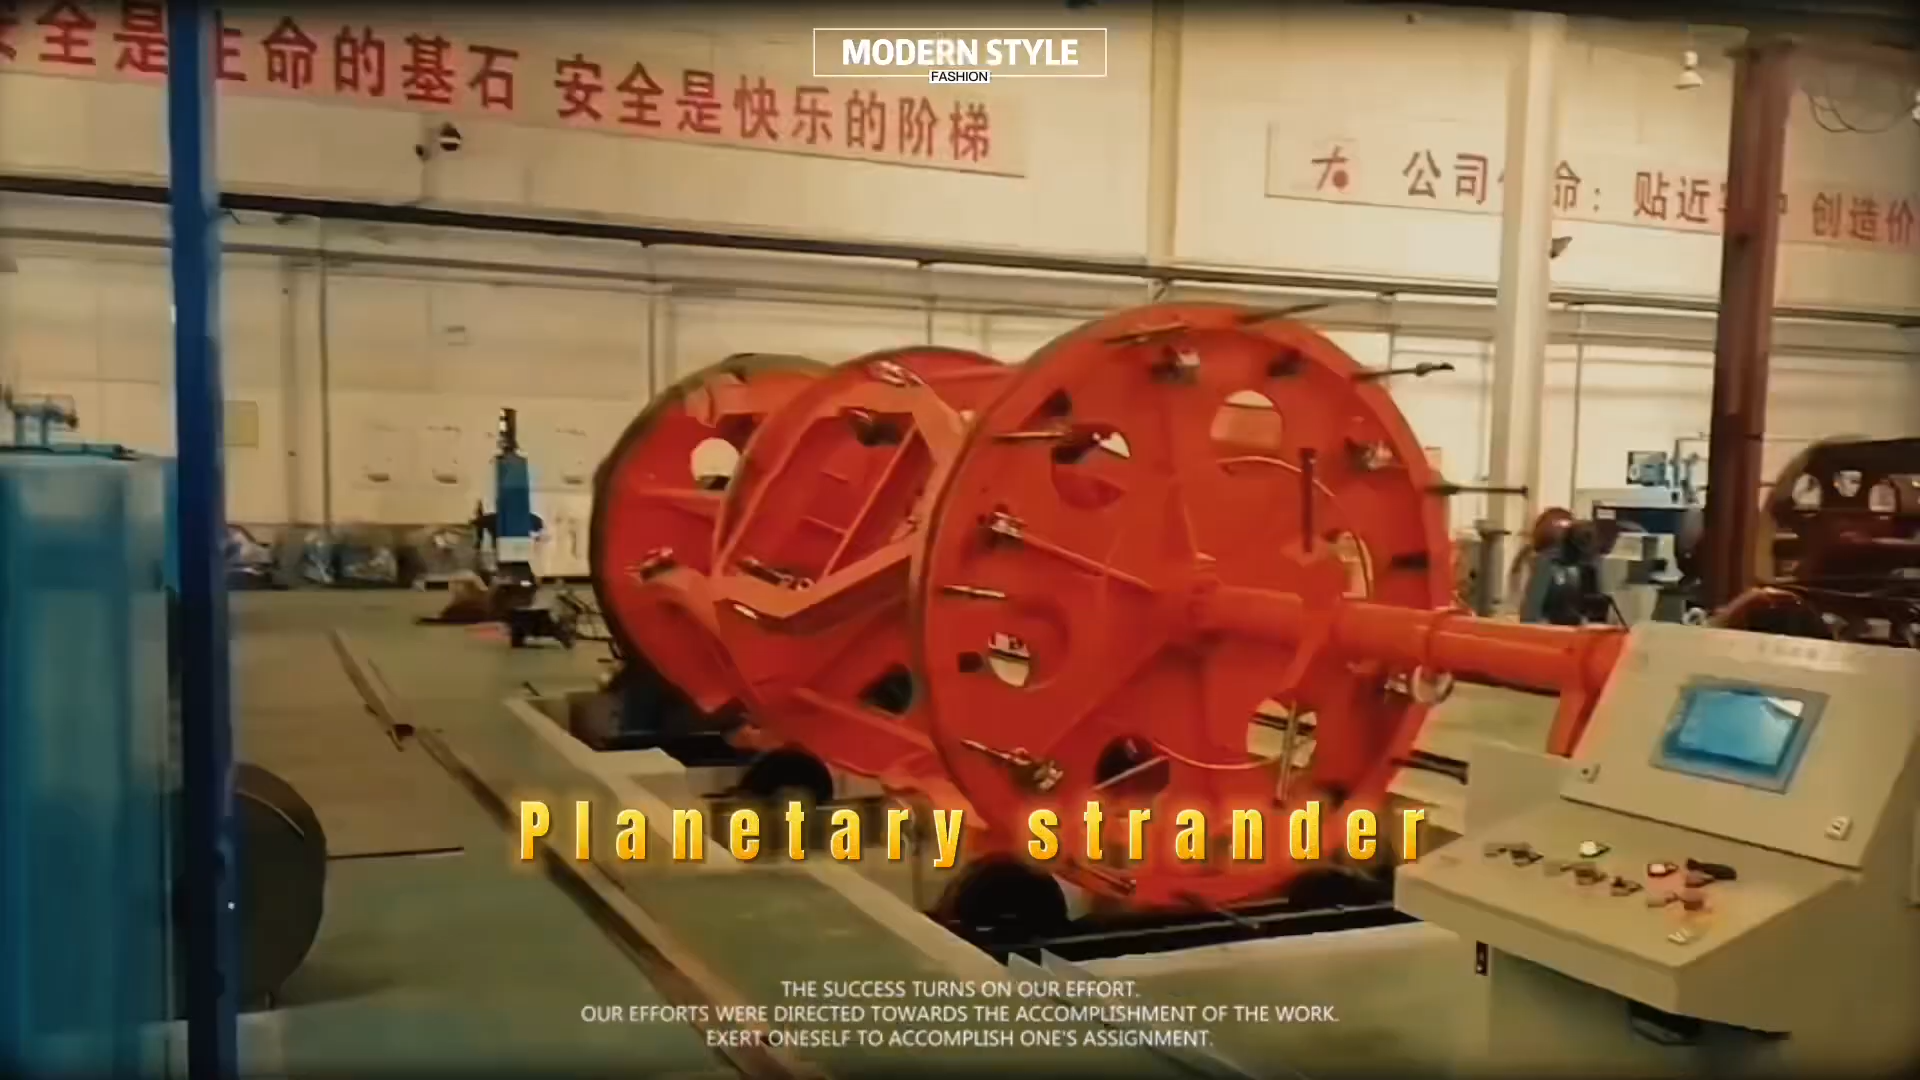 MODERN STYLE
FASHION
全是生命的基石 安全是快乐的阶梯
公司 命：贴近 创造价
Planetary strander
THE SUCCESS TURNS ON OUR EFFORT.
OUR EFFORTS WERE DIRECTED TOWARDS THE ACCOMPLISHMENT OF THE WORK.
EXERT ONESELF TO ACCOMPLISH ONE'S ASSIGNMENT.